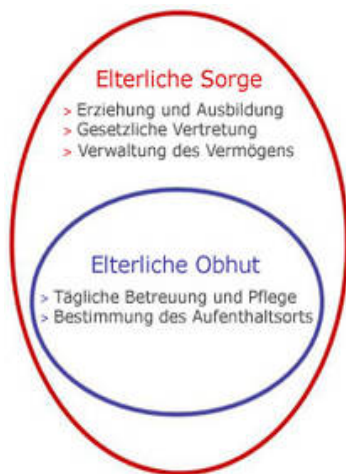 Elterliche Sorge
> Erziehung und Ausbildung
> Gesetzliche Vertretung
> Verwaltung des Vermögens
Elterliche Obhut
> Tägliche Betreuung und Pflege
> Bestimmung des Aufenthaltsorts